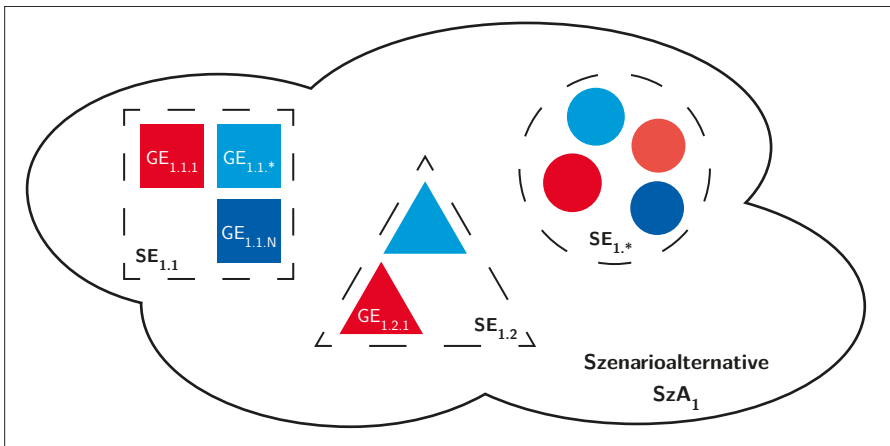 GE1.1.1
GE1.1.*
GE1.1.N
SE1.1
GE1.2.1
SE1.2
SE1.*
Szenarioalternative
SzA1